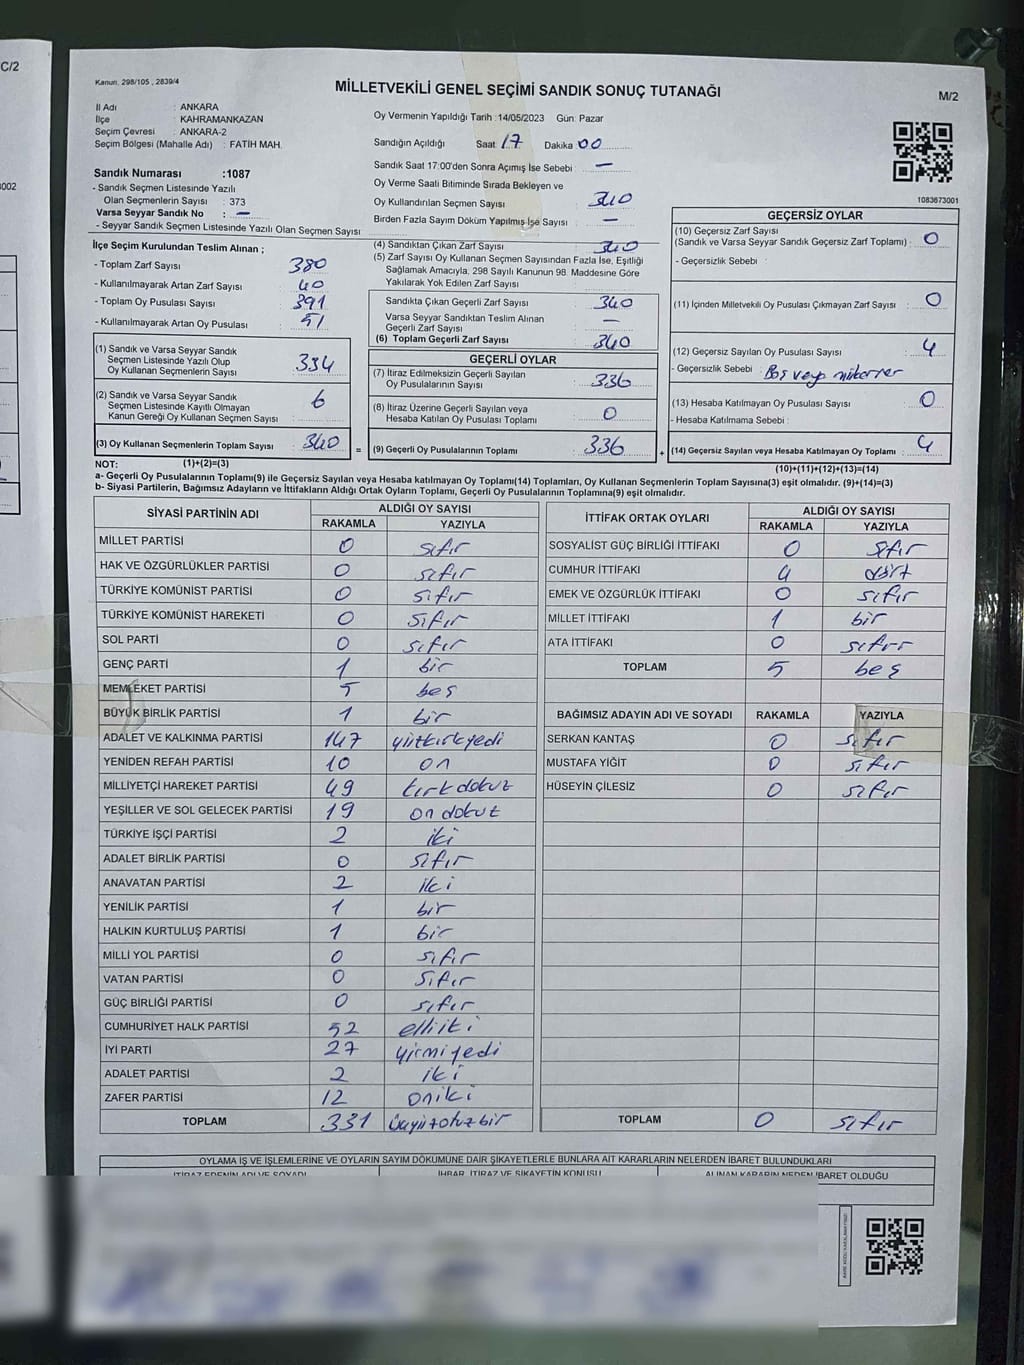 C/2
0002
Kanun, 298/105 , 2839/4
MİLLETVEKİLİ GENEL SEÇİMİ SANDIK SONUÇ TUTANAĞI
M/2
İl Adı : ANKARA
İlçe : KAHRAMANKAZAN
Seçim Çevresi : ANKARA-2
Seçim Bölgesi (Mahalle Adı) : FATİH MAH.
Oy Vermenin Yapıldığı Tarih :14/05/2023 Gün: Pazar
Sandığın Açıldığı Saat 17 Dakika 00
Sandık Saat 17:00'den Sonra Açılmış İse Sebebi : —
Oy Verme Saati Bitiminde Sırada Bekleyen ve
Oy Kullandırılan Seçmen Sayısı 340
Birden Fazla Sayım Döküm Yapılmış İse Sayısı : —
1083673001
Sandık Numarası :1087
- Sandık Seçmen Listesinde Yazılı
Olan Seçmenlerin Sayısı : 373
Varsa Seyyar Sandık No : —
- Seyyar Sandık Seçmen Listesinde Yazılı Olan Seçmen Sayısı
İlçe Seçim Kurulundan Teslim Alınan ;
- Toplam Zarf Sayısı 380
- Kullanılmayarak Artan Zarf Sayısı : 40
- Toplam Oy Pusulası Sayısı 391
- Kullanılmayarak Artan Oy Pusulası 51
(1) Sandık ve Varsa Seyyar Sandık
Seçmen Listesinde Yazılı Olup
Oy Kullanan Seçmenlerin Sayısı 334
(2) Sandık ve Varsa Seyyar Sandık
Seçmen Listesinde Kayıtlı Olmayan
Kanun Gereği Oy Kullanan Seçmen Sayısı : 6
(3) Oy Kullanan Seçmenlerin Toplam Sayısı 340 =
(4) Sandıktan Çıkan Zarf Sayısı 340
(5) Zarf Sayısı Oy Kullanan Seçmen Sayısından Fazla İse, Eşitliği
Sağlamak Amacıyla, 298 Sayılı Kanunun 98. Maddesine Göre
Yakılarak Yok Edilen Zarf Sayısı
Sandıkta Çıkan Geçerli Zarf Sayısı : 340
Varsa Seyyar Sandıktan Teslim Alınan
Geçerli Zarf Sayısı : —
(6) Toplam Geçerli Zarf Sayısı : 340
GEÇERLİ OYLAR
(7) İtiraz Edilmeksizin Geçerli Sayılan
Oy Pusulalarının Sayısı : 336
(8) İtiraz Üzerine Geçerli Sayılan veya
Hesaba Katılan Oy Pusulası Toplamı : 0
(9) Geçerli Oy Pusulalarının Toplamı 336 +
GEÇERSİZ OYLAR
(10) Geçersiz Zarf Sayısı
(Sandık ve Varsa Seyyar Sandık Geçersiz Zarf Toplamı) : 0
- Geçersizlik Sebebi :
(11) İçinden Milletvekili Oy Pusulası Çıkmayan Zarf Sayısı : 0
(12) Geçersiz Sayılan Oy Pusulası Sayısı : 4
- Geçersizlik Sebebi : Boş veya
(13) Hesaba Katılmayan Oy Pusulası Sayısı : 0
- Hesaba Katılmama Sebebi :
(14) Geçersiz Sayılan veya Hesaba Katılmayan Oy Toplamı : 4
NOT: (1)+(2)=(3)
(10)+(11)+(12)+(13)=(14)
a- Geçerli Oy Pusulalarının Toplamı(9) ile Geçersiz Sayılan veya Hesaba katılmayan Oy Toplamı(14) Toplamları, Oy Kullanan Seçmenlerin Toplam Sayısına(3) eşit olmalıdır. (9)+(14)=(3)
b- Siyasi Partilerin, Bağımsız Adayların ve İttifakların Aldığı Ortak Oyların Toplamı, Geçerli Oy Pusulalarının Toplamına(9) eşit olmalıdır.
SİYASİ PARTİNİN ADI ALDIĞI OY SAYISI
RAKAMLA YAZIYLA
MİLLET PARTİSİ 0 sıfır
HAK VE ÖZGÜRLÜKLER PARTİSİ 0 sıfır
TÜRKİYE KOMÜNİST PARTİSİ 0 sıfır
TÜRKİYE KOMÜNİST HAREKETİ 0 sıfır
SOL PARTİ 0 sıfır
GENÇ PARTİ 1 bir
MEMLEKET PARTİSİ 5 beş
BÜYÜK BİRLİK PARTİSİ 1 bir
ADALET VE KALKINMA PARTİSİ 147 yüzkırkyedi
YENİDEN REFAH PARTİSİ 10 on
MİLLİYETÇİ HAREKET PARTİSİ 49 kırk dokuz
YEŞİLLER VE SOL GELECEK PARTİSİ 19 on dokuz
TÜRKİYE İŞÇİ PARTİSİ 2 iki
ADALET BİRLİK PARTİSİ 0 sıfır
ANAVATAN PARTİSİ 2 iki
YENİLİK PARTİSİ 1 bir
HALKIN KURTULUŞ PARTİSİ 1 bir
MİLLİ YOL PARTİSİ 0 sıfır
VATAN PARTİSİ 0 sıfır
GÜÇ BİRLİĞİ PARTİSİ 0 sıfır
CUMHURİYET HALK PARTİSİ 52 elli iki
İYİ PARTİ 27 yirmi yedi
ADALET PARTİSİ 2 iki
ZAFER PARTİSİ 12 oniki
TOPLAM 331 üçyüzotuzbir
İTTİFAK ORTAK OYLARI ALDIĞI OY SAYISI
RAKAMLA YAZIYLA
SOSYALİST GÜÇ BİRLİĞİ İTTİFAKI 0 sıfır
CUMHUR İTTİFAKI 4 dört
EMEK VE ÖZGÜRLÜK İTTİFAKI 0 sıfır
MİLLET İTTİFAKI 1 bir
ATA İTTİFAKI 0 sıfır
TOPLAM 5 beş
BAĞIMSIZ ADAYIN ADI VE SOYADI RAKAMLA YAZIYLA
SERKAN KANTAŞ 0 sıfır
MUSTAFA YİĞİT 0 sıfır
HÜSEYİN ÇİLESİZ 0 sıfır
TOPLAM 0 sıfır
OYLAMA İŞ VE İŞLEMLERİNE VE OYLARIN SAYIM DÖKÜMÜNE DAİR ŞİKAYETLERLE BUNLARA AİT KARARLARIN NELERDEN İBARET BULUNDUKLARI
İTİRAZ EDENİN ADI VE SOYADI İHBAR, İTİRAZ VE ŞİKAYETİN KONUSU ALINAN KARARIN NEDEN İBARET OLDUĞU